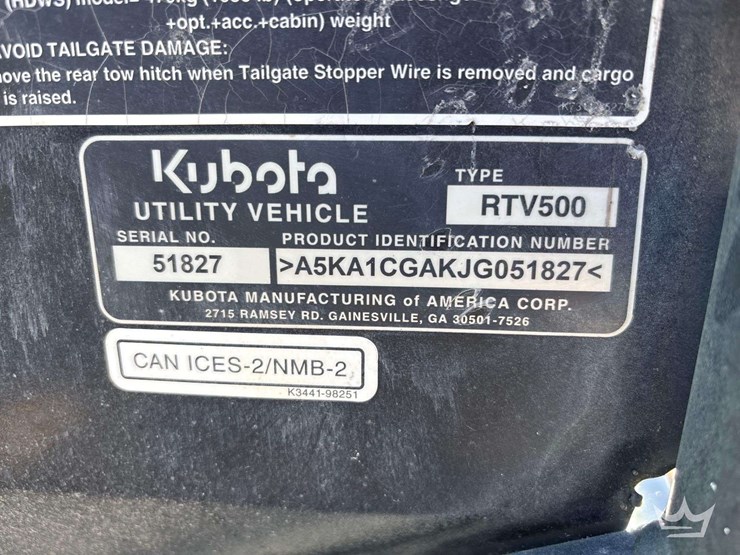 +opt.+acc.+cabin) weight
VOID TAILGATE DAMAGE:
ove the rear tow hitch when Tailgate Stopper Wire is removed and cargo
is raised.
Kubota
TYPE
UTILITY VEHICLE
RTV500
SERIAL NO.
PRODUCT IDENTIFICATION NUMBER
51827
>A5KA1CGAKJG051827<
KUBOTA MANUFACTURING of AMERICA CORP.
2715 RAMSEY RD. GAINESVILLE, GA 30501-7526
CAN ICES-2/NMB-2
K3441-98251